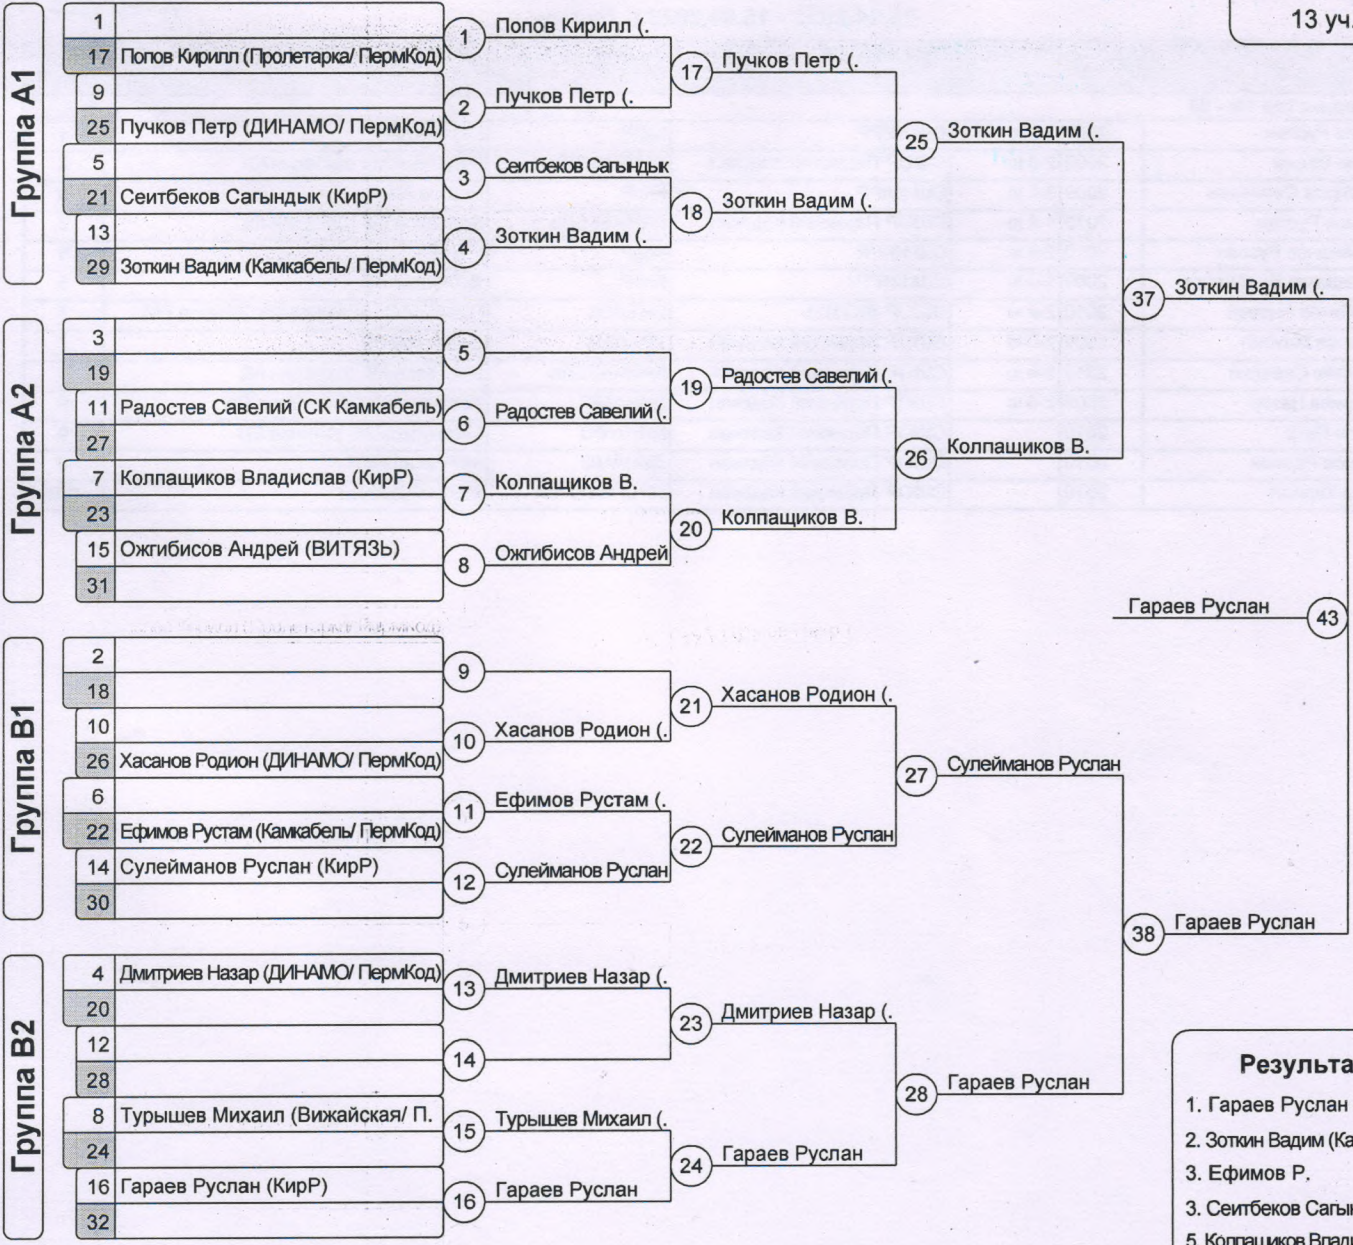 13 уч.
Группа A1
1
17 Попов Кирилл (Пролетарка/ ПермКод)
9
25 Пучков Петр (ДИНАМО/ ПермКод)
5
21 Сеитбеков Сагындык (КирР)
13
29 Зоткин Вадим (Камкабель/ ПермКод)
1 Попов Кирилл (.
2 Пучков Петр (.
3 Сеитбеков Сагындык
4 Зоткин Вадим (.
17 Пучков Петр (.
18 Зоткин Вадим (.
25 Зоткин Вадим (.
Группа A2
3
19
11 Радостев Савелий (СК Камкабель)
27
7 Колпащиков Владислав (КирР)
23
15 Ожгибисов Андрей (ВИТЯЗЬ)
31
5
6 Радостев Савелий (.
7 Колпащиков В.
8 Ожгибисов Андрей
19 Радостев Савелий (.
20 Колпащиков В.
26 Колпащиков В.
37 Зоткин Вадим (.
Гараев Руслан 43
Группа B1
2
18
10
26 Хасанов Родион (ДИНАМО/ ПермКод)
6
22 Ефимов Рустам (Камкабель/ ПермКод)
14 Сулейманов Руслан (КирР)
30
9
10 Хасанов Родион (.
11 Ефимов Рустам (.
12 Сулейманов Руслан
21 Хасанов Родион (.
22 Сулейманов Руслан
27 Сулейманов Руслан
Группа B2
4 Дмитриев Назар (ДИНАМО/ ПермКод)
20
12
28
8 Турышев Михаил (Вижайская/ П.
24
16 Гараев Руслан (КирР)
32
13 Дмитриев Назар (.
14
15 Турышев Михаил (.
16 Гараев Руслан
23 Дмитриев Назар (.
24 Гараев Руслан
28 Гараев Руслан
38 Гараев Руслан
Результа
1. Гараев Руслан
2. Зоткин Вадим (Ка
3. Ефимов Р.
3. Сеитбеков Сагын
5. Колпащиков Влади